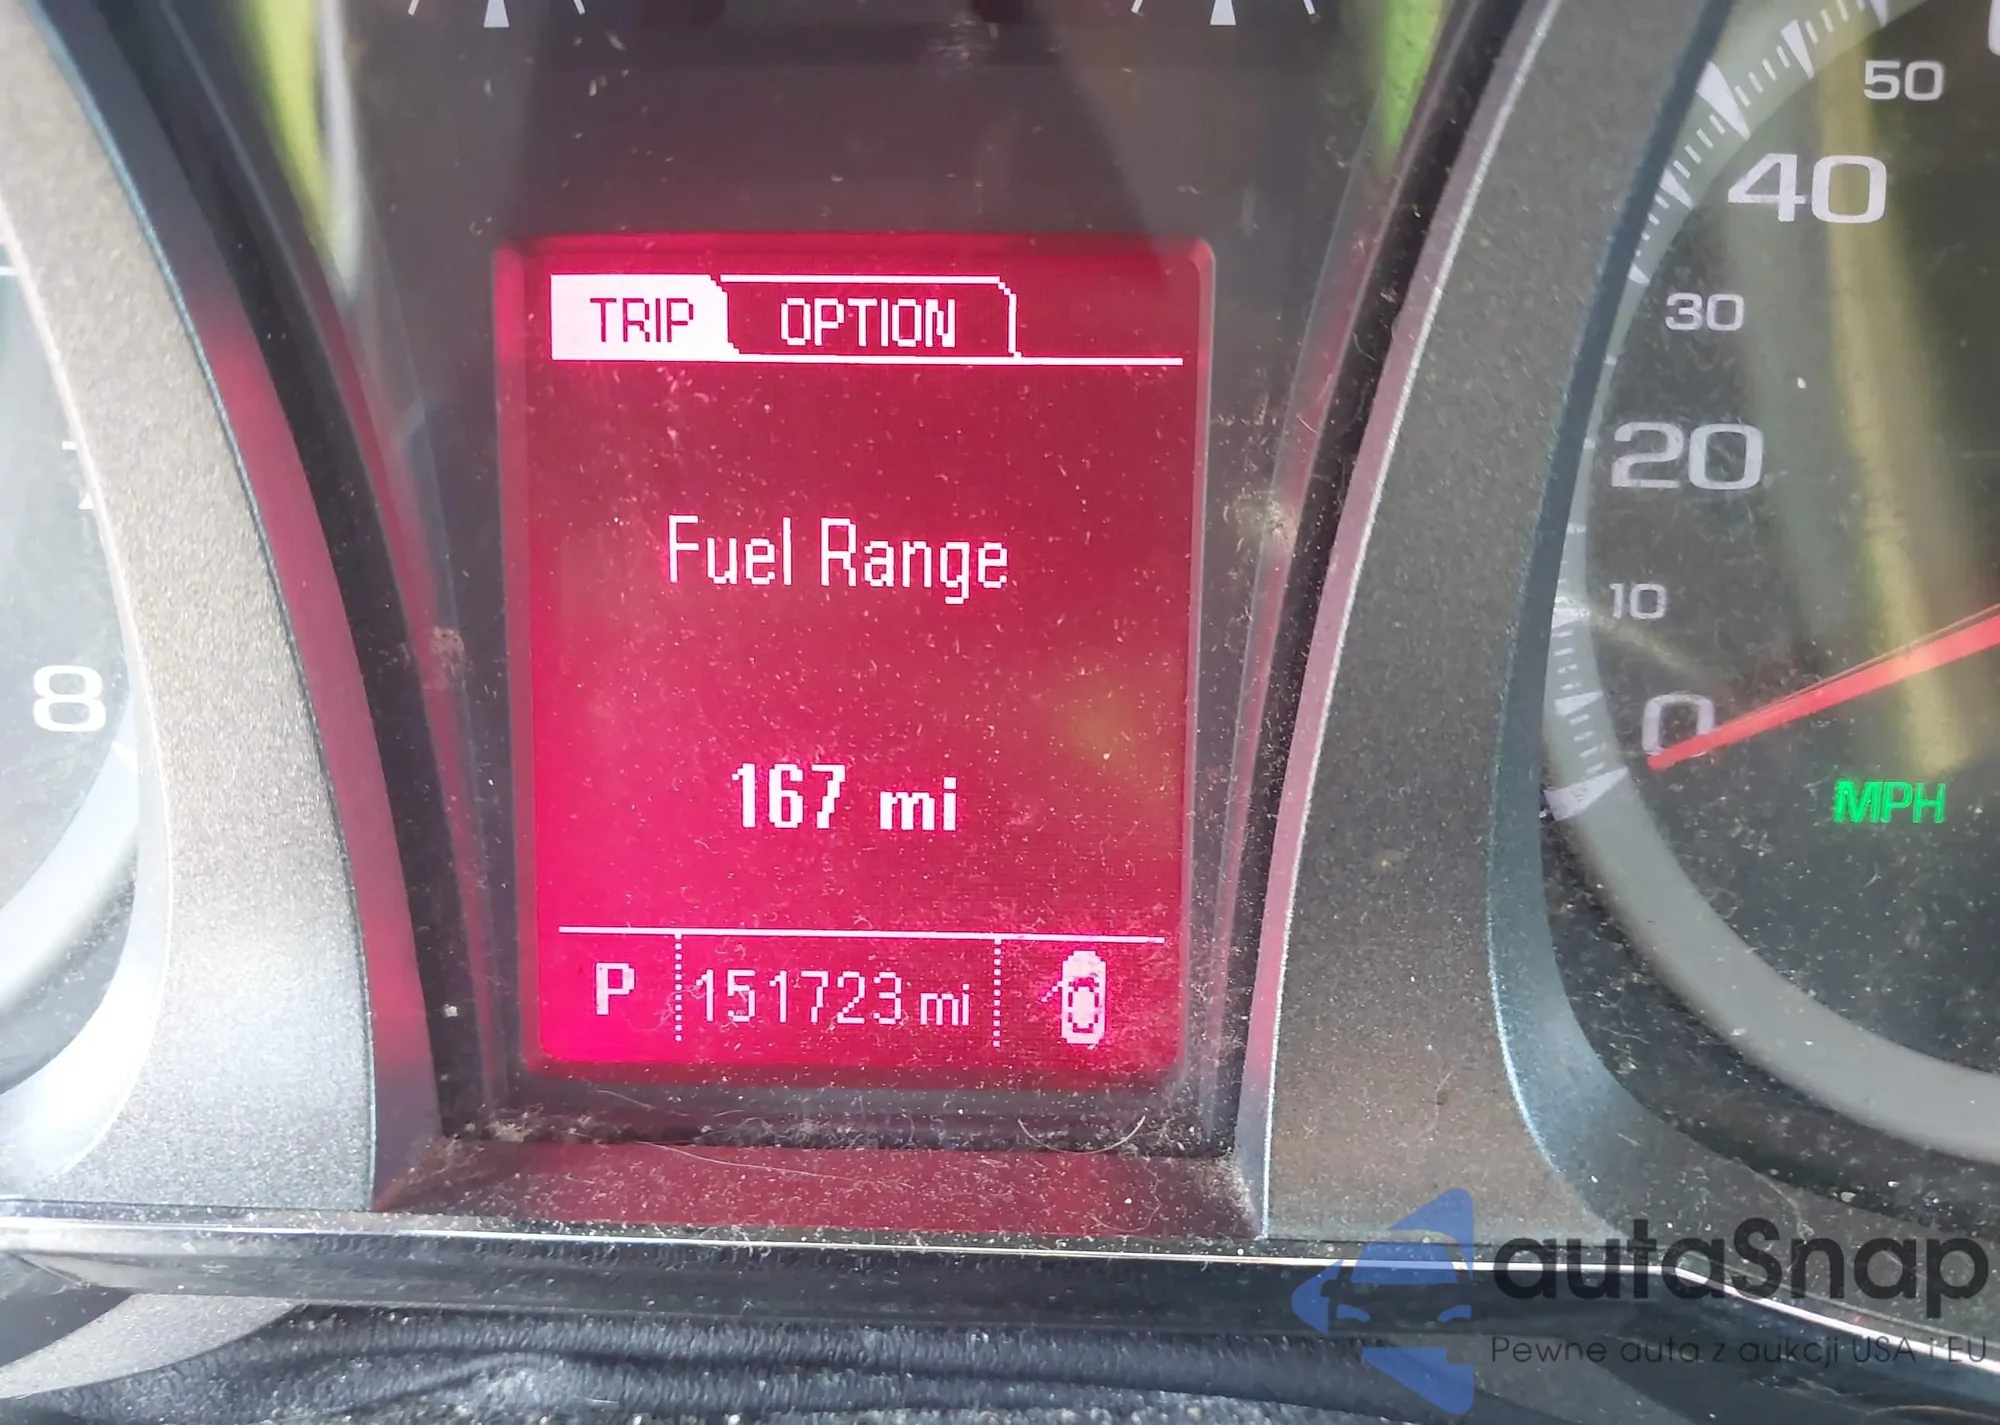 TRIP OPTION
Fuel Range
167 mi
P 151723 mi
8
50
40
30
20
10
0
MPH
autaSnap
Pewne auta z aukcji USA i EU